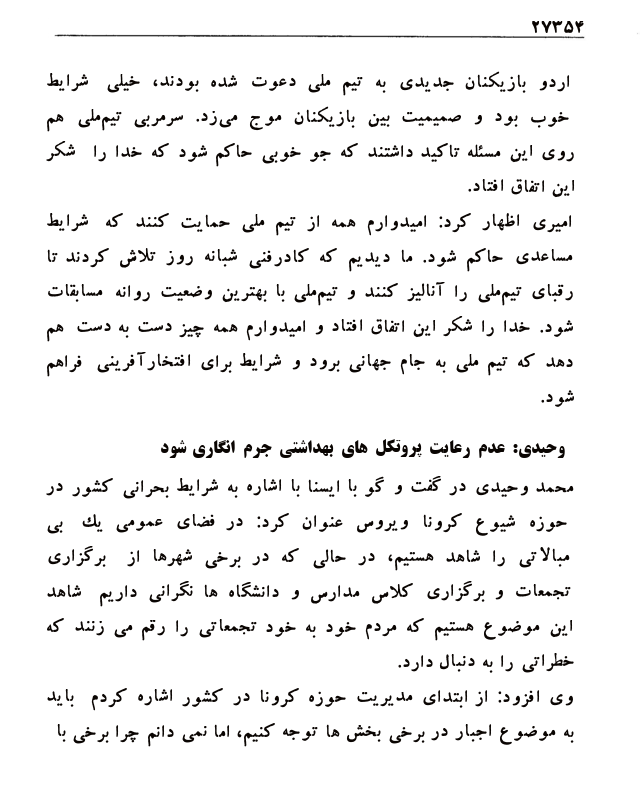 ۲۷۳۵۴
اردو بازیکنان جدیدی به تیم ملی دعوت شده بودند، خیلی شرایط
خوب بود و صمیمیت بین بازیکنان موج می‌زد. سرمربی تیم‌ملی هم
روی این مسئله تاکید داشتند که جو خوبی حاکم شود که خدا را شکر
این اتفاق افتاد.
امیری اظهار کرد: امیدوارم همه از تیم ملی حمایت کنند که شرایط
مساعدی حاکم شود. ما دیدیم که کادرفنی شبانه روز تلاش کردند تا
رقبای تیم‌ملی را آنالیز کنند و تیم‌ملی با بهترین وضعیت روانه مسابقات
شود. خدا را شکر این اتفاق افتاد و امیدوارم همه چیز دست به دست هم
دهد که تیم ملی به جام جهانی برود و شرایط برای افتخارآفرینی فراهم
شود.
وحیدی: عدم رعایت پروتکل های بهداشتی جرم انگاری شود
محمد وحیدی در گفت و گو با ایسنا با اشاره به شرایط بحرانی کشور در
حوزه شیوع کرونا ویروس عنوان کرد: در فضای عمومی یك بی
مبالاتی را شاهد هستیم، در حالی که در برخی شهرها از برگزاری
تجمعات و برگزاری کلاس مدارس و دانشگاه ها نگرانی داریم شاهد
این موضوع هستیم که مردم خود به خود تجمعاتی را رقم می زنند که
خطراتی را به دنبال دارد.
وی افزود: از ابتدای مدیریت حوزه کرونا در کشور اشاره کردم باید
به موضوع اجبار در برخی بخش ها توجه کنیم، اما نمی دانم چرا برخی با